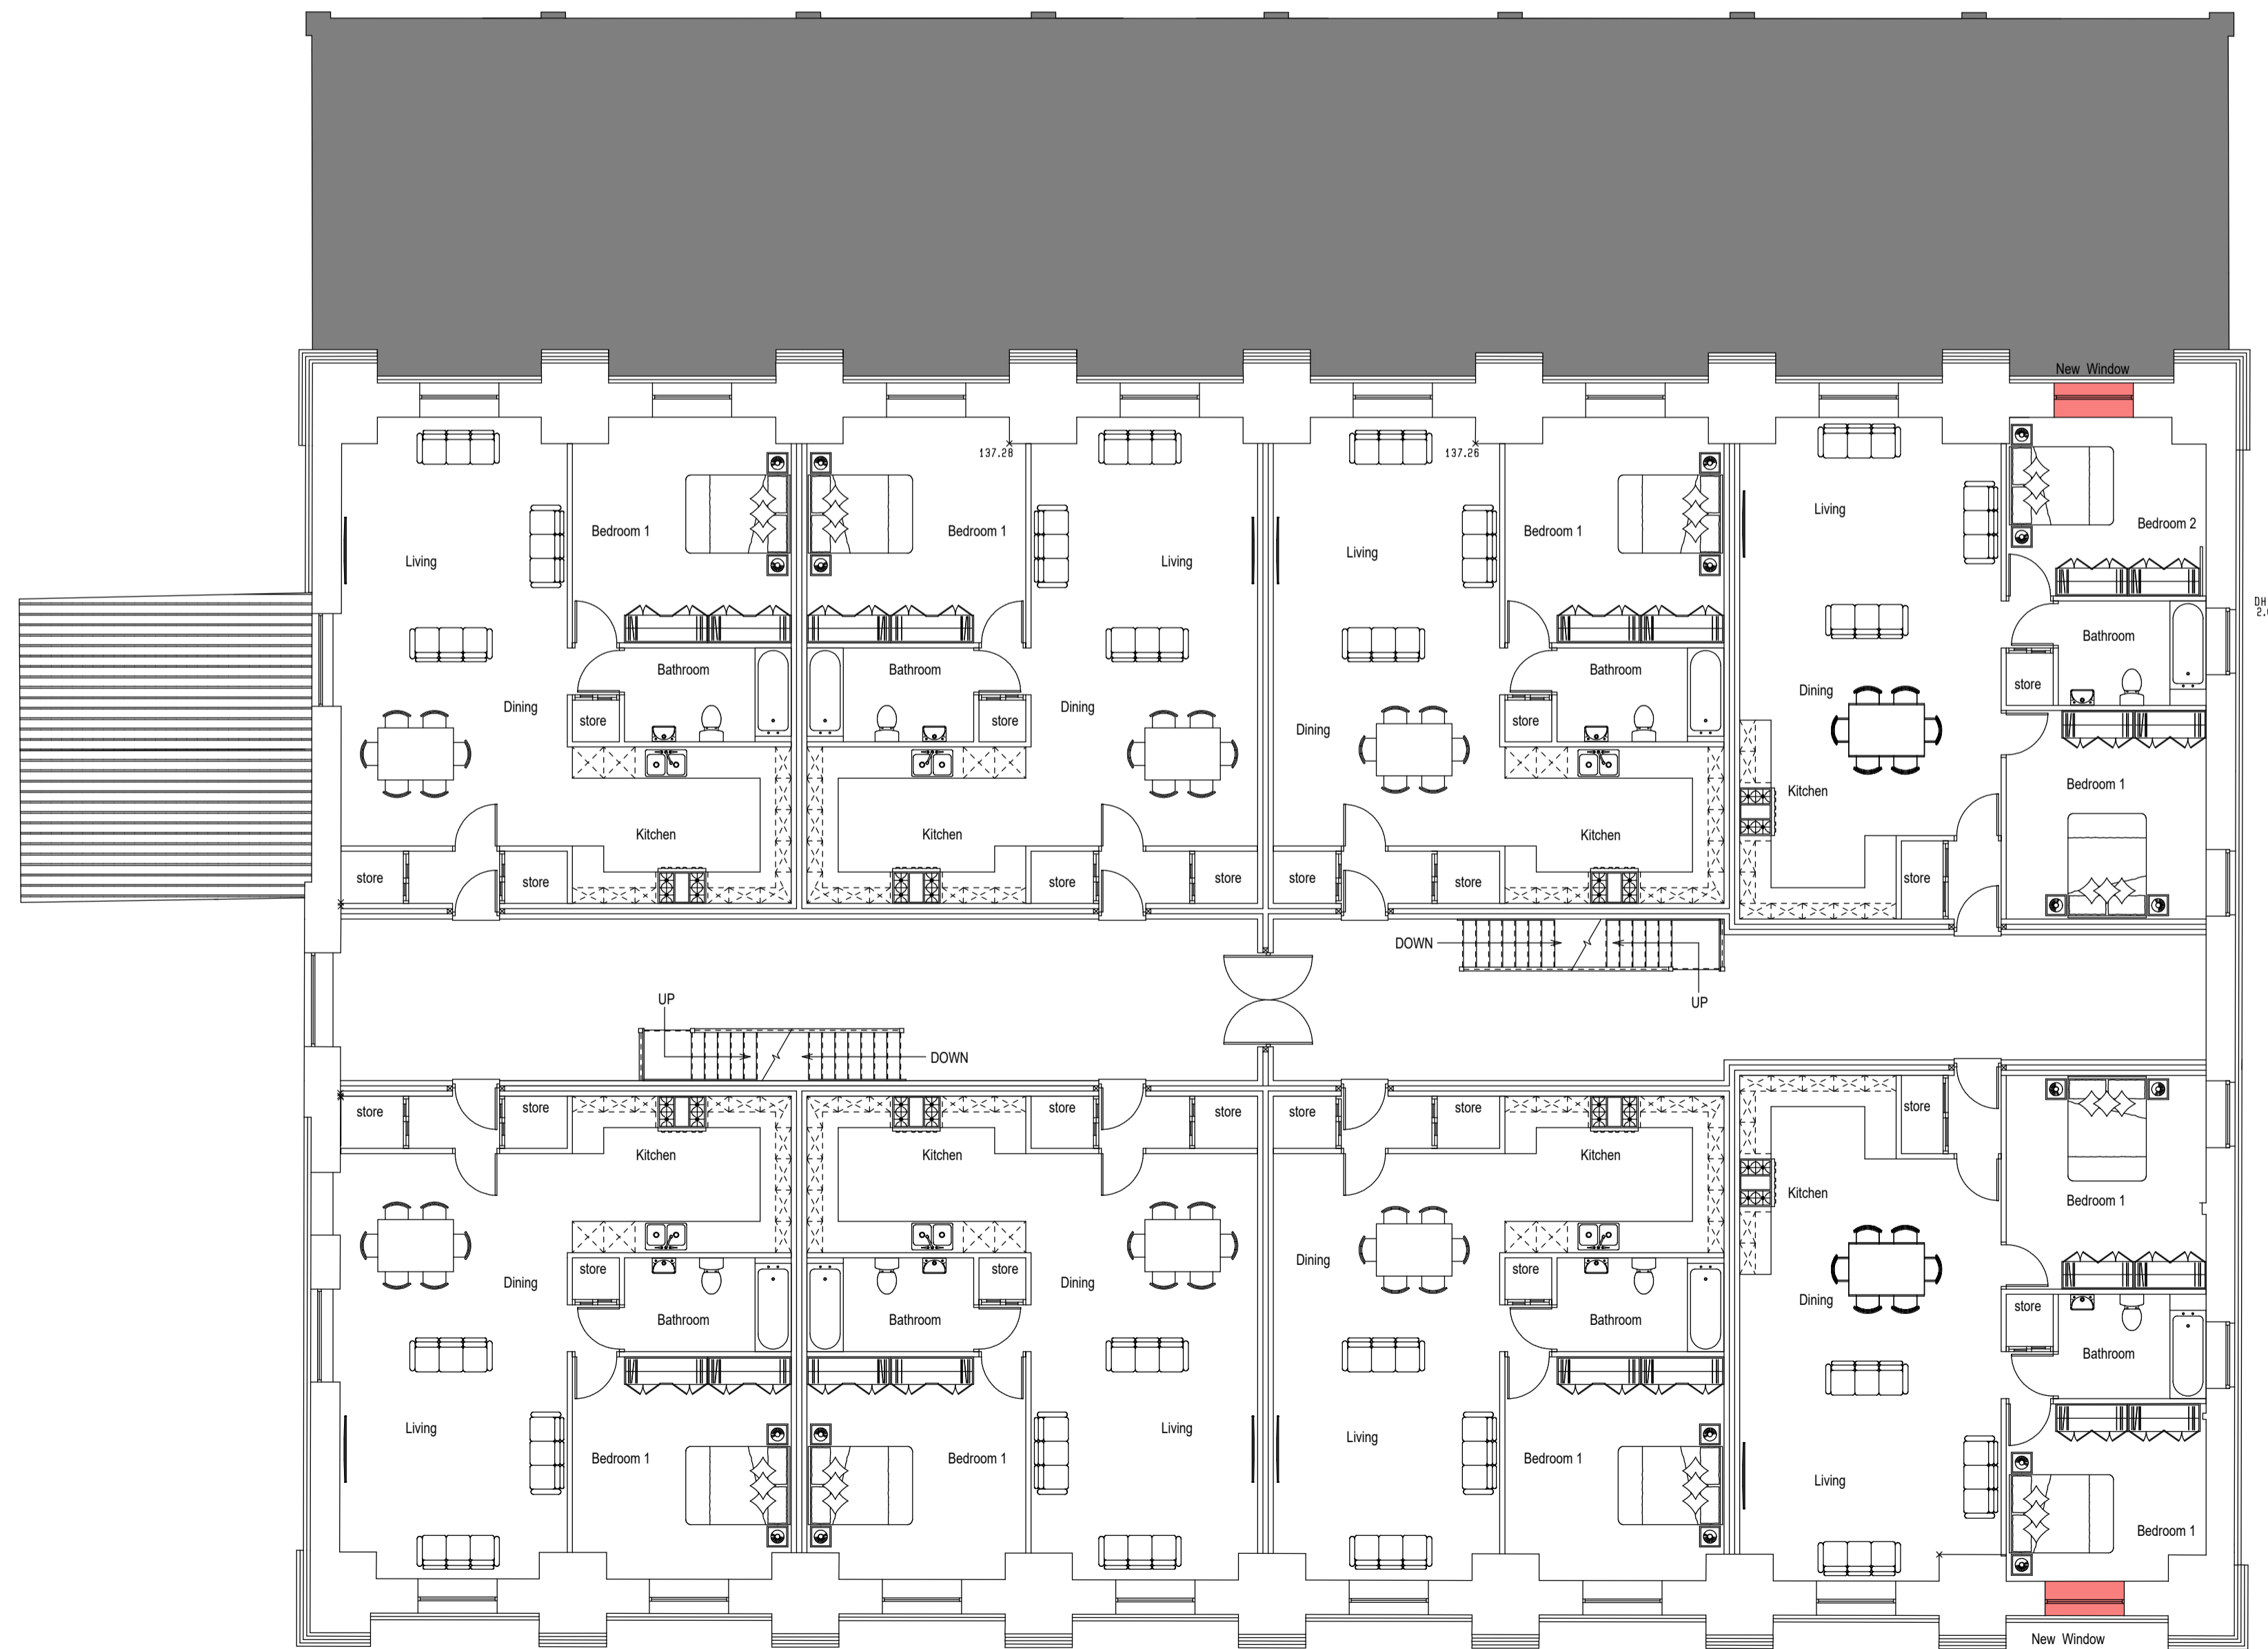 New Window
137.28
137.26
Living
Bedroom 1
Bedroom 1
Living
Living
Bedroom 1
Living
Bedroom 2
DH
Bathroom
Bathroom
Bathroom
Bathroom
store
Dining
store
store
Dining
Dining
store
Dining
Bedroom 1
Kitchen
Kitchen
Kitchen
Kitchen
store
store
store
store
store
store
store
DOWN
UP
UP
DOWN
store
store
store
store
store
store
store
Kitchen
Kitchen
Kitchen
Kitchen
Bedroom 1
Dining
store
Dining
store
Dining
store
Dining
store
Bathroom
Bathroom
Bathroom
Bathroom
Living
Bedroom 1
Bedroom 1
Living
Living
Bedroom 1
Living
Bedroom 1
New Window